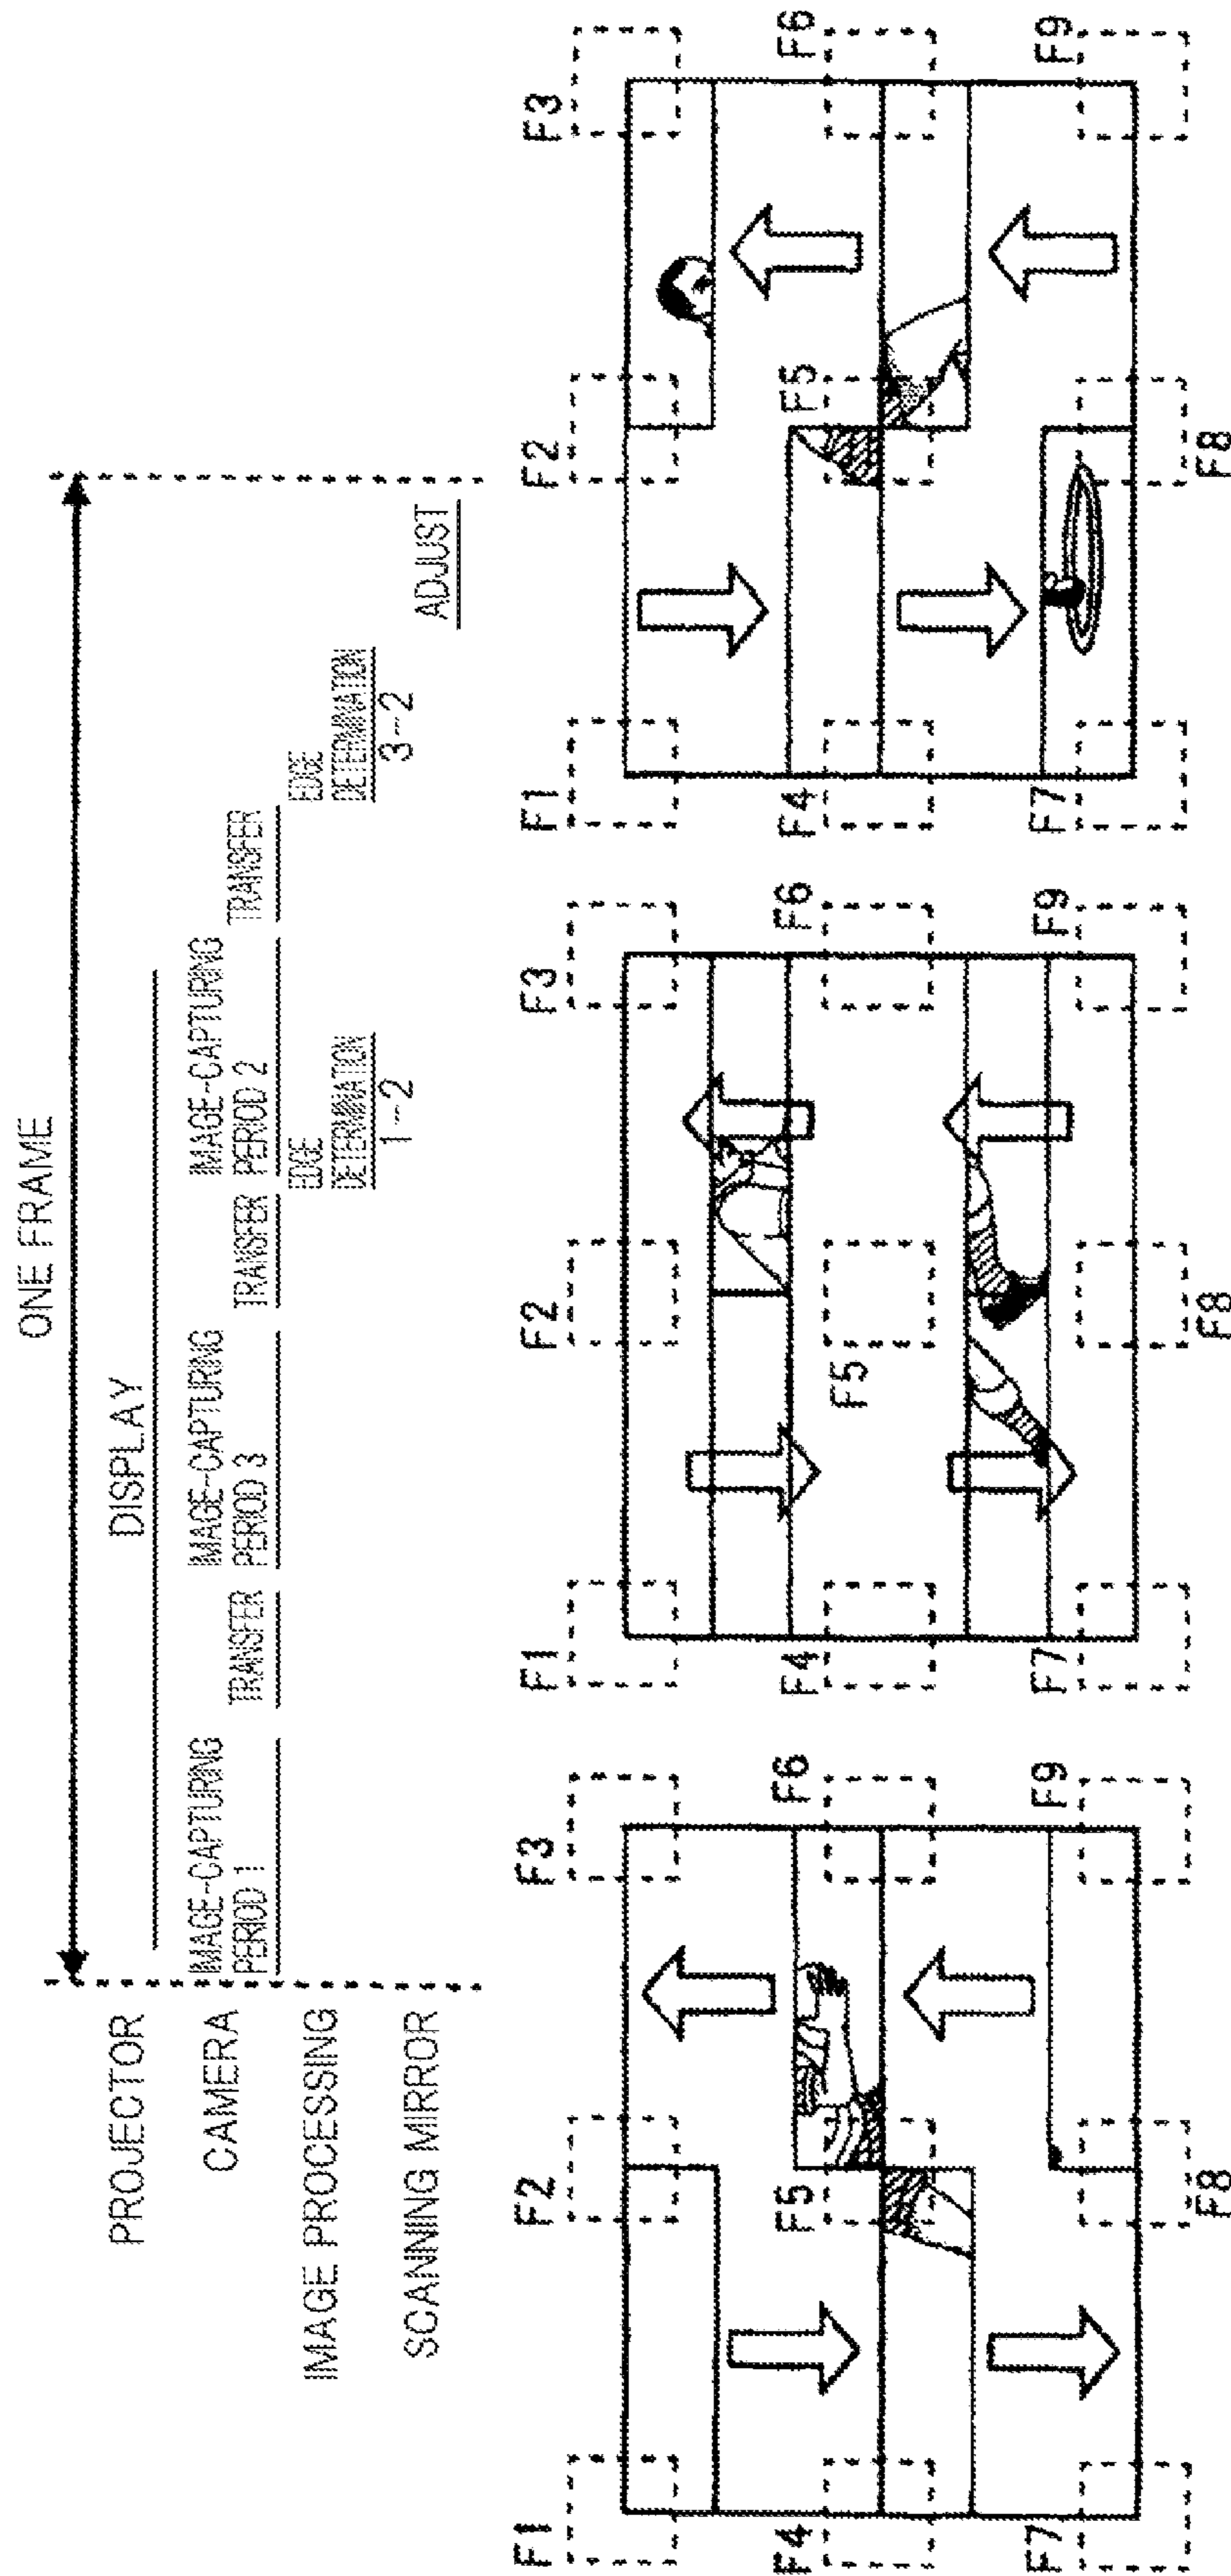 ONE FRAME
PROJECTOR
DISPLAY
CAMERA
IMAGE-CAPTURING
PERIOD 1
TRANSFER
IMAGE-CAPTURING
PERIOD 3
TRANSFER
IMAGE-CAPTURING
PERIOD 2
TRANSFER
IMAGE PROCESSING
EDGE
DETERMINATION
1-2
EDGE
DETERMINATION
3-2
SCANNING MIRROR
ADJUST
F1
F2
F3
F4
F5
F6
F7
F8
F9
F1
F2
F3
F4
F5
F6
F7
F8
F9
F1
F2
F3
F4
F5
F6
F7
F8
F9